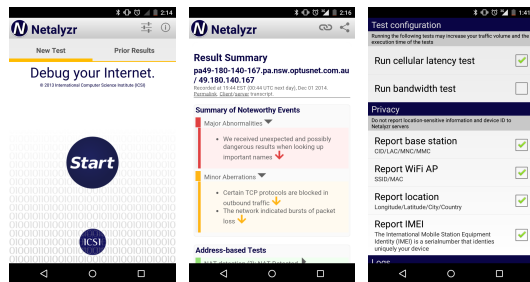 2:14
Netalyzr
New Test
Prior Results
Debug your Internet.
© 2013 International Computer Science Institute (ICSI)
Start
ICSI
2:16
Netalyzr
Result Summary
pa49-180-140-167.pa.nsw.optusnet.com.au
/ 49.180.140.167
Recorded at 19:44 EST (00:44 UTC next day), Dec 01 2014.
Permalink. Client/server transcript.
Summary of Noteworthy Events
Major Abnormalities
We received unexpected and possibly
dangerous results when looking up
important names
Minor Aberrations
Certain TCP protocols are blocked in
outbound traffic
The network indicated bursts of packet
loss
Address-based Tests
1:41
Test configuration
Running the following tests may increase your traffic volume and the
execution time of the tests
Run cellular latency test
Run bandwidth test
Privacy
Do not report location-sensitive information and device ID to
Netalyzr servers
Report base station
CID/LAC/MNC/MMC
Report WiFi AP
SSID/MAC
Report location
Longitude/Latitude/City/Country
Report IMEI
The International Mobile Station Equipment
Identity (IMEI) is a serialnumber that identies
uniquely your device
Logs